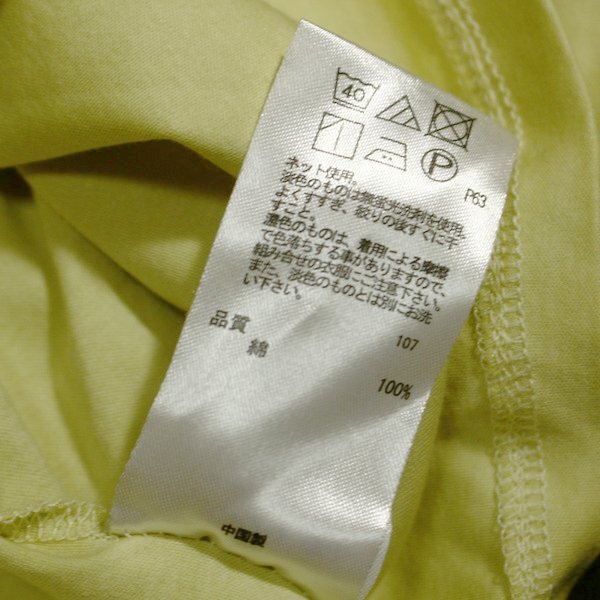 40
P
P63
ネット使用。
淡色のものは無蛍光洗剤を使用。
よくすすぎ、絞りの後すぐに干
すこと。
濃色のものは、着用による摩擦
で色落ちする事がありますので、
組み合せの衣服にご注意下さい。
また、淡色のものとは別にお洗
い下さい。
107
品質
綿 100%
中国製